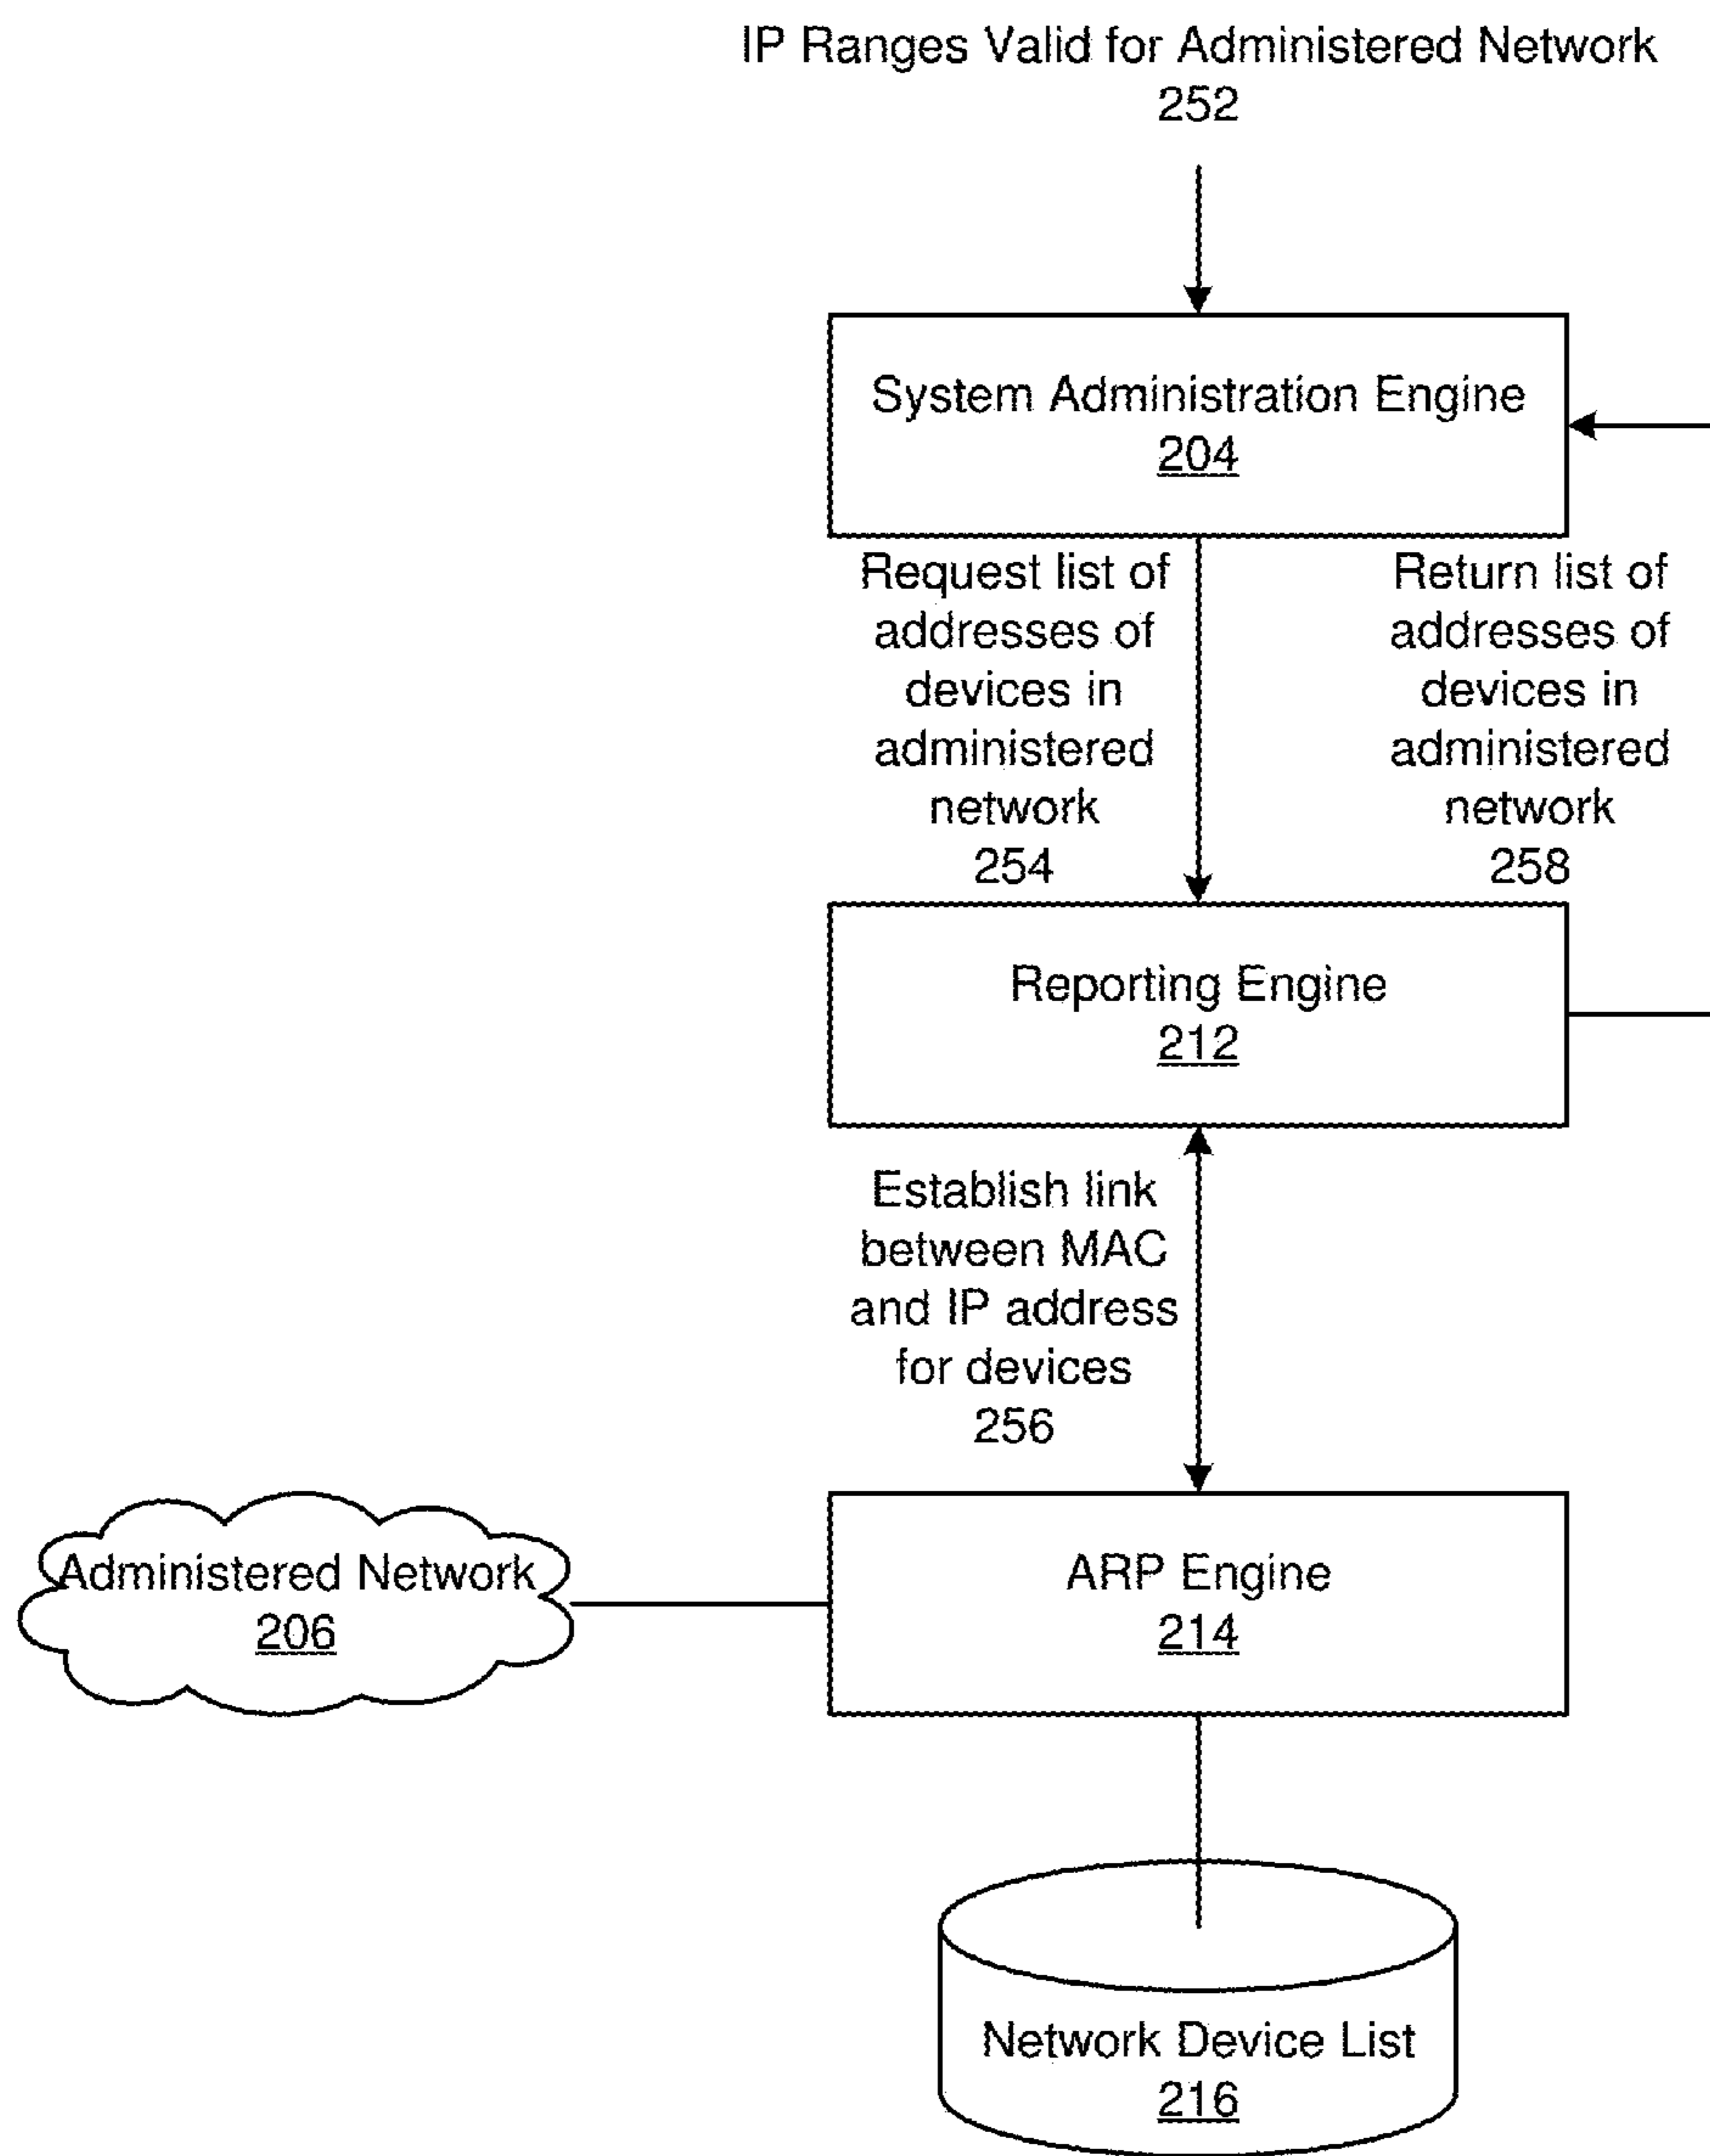 IP Ranges Valid for Administered Network
252
System Administration Engine
204
Request list of
addresses of
devices in
administered
network
254
Return list of
addresses of
devices in
administered
network
258
Reporting Engine
212
Establish link
between MAC
and IP address
for devices
256
Administered Network
206
ARP Engine
214
Network Device List
216